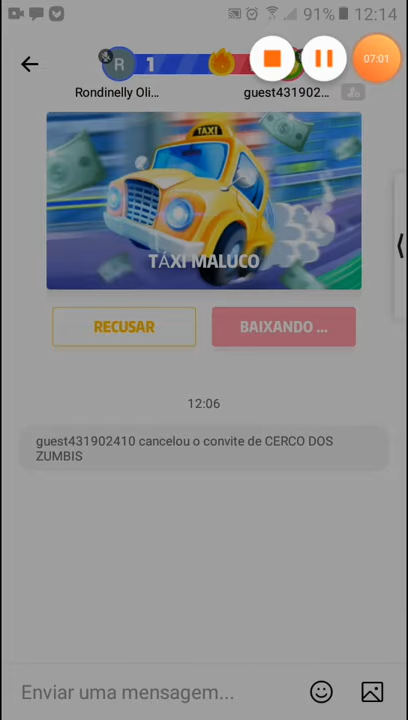 91% 12:14
R 1
07:01
Rondinelly Oli... guest431902...
TAXI
TÁXI MALUCO
RECUSAR BAIXANDO ...
12:06
guest431902410 cancelou o convite de CERCO DOS
ZUMBIS
Enviar uma mensagem...